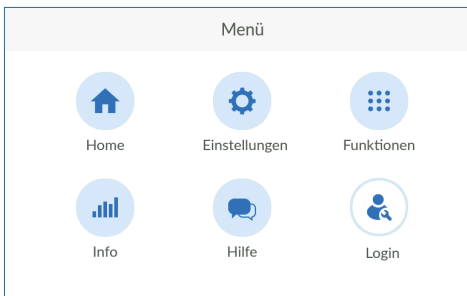 Menü
Home
Einstellungen
Funktionen
Info
Hilfe
Login